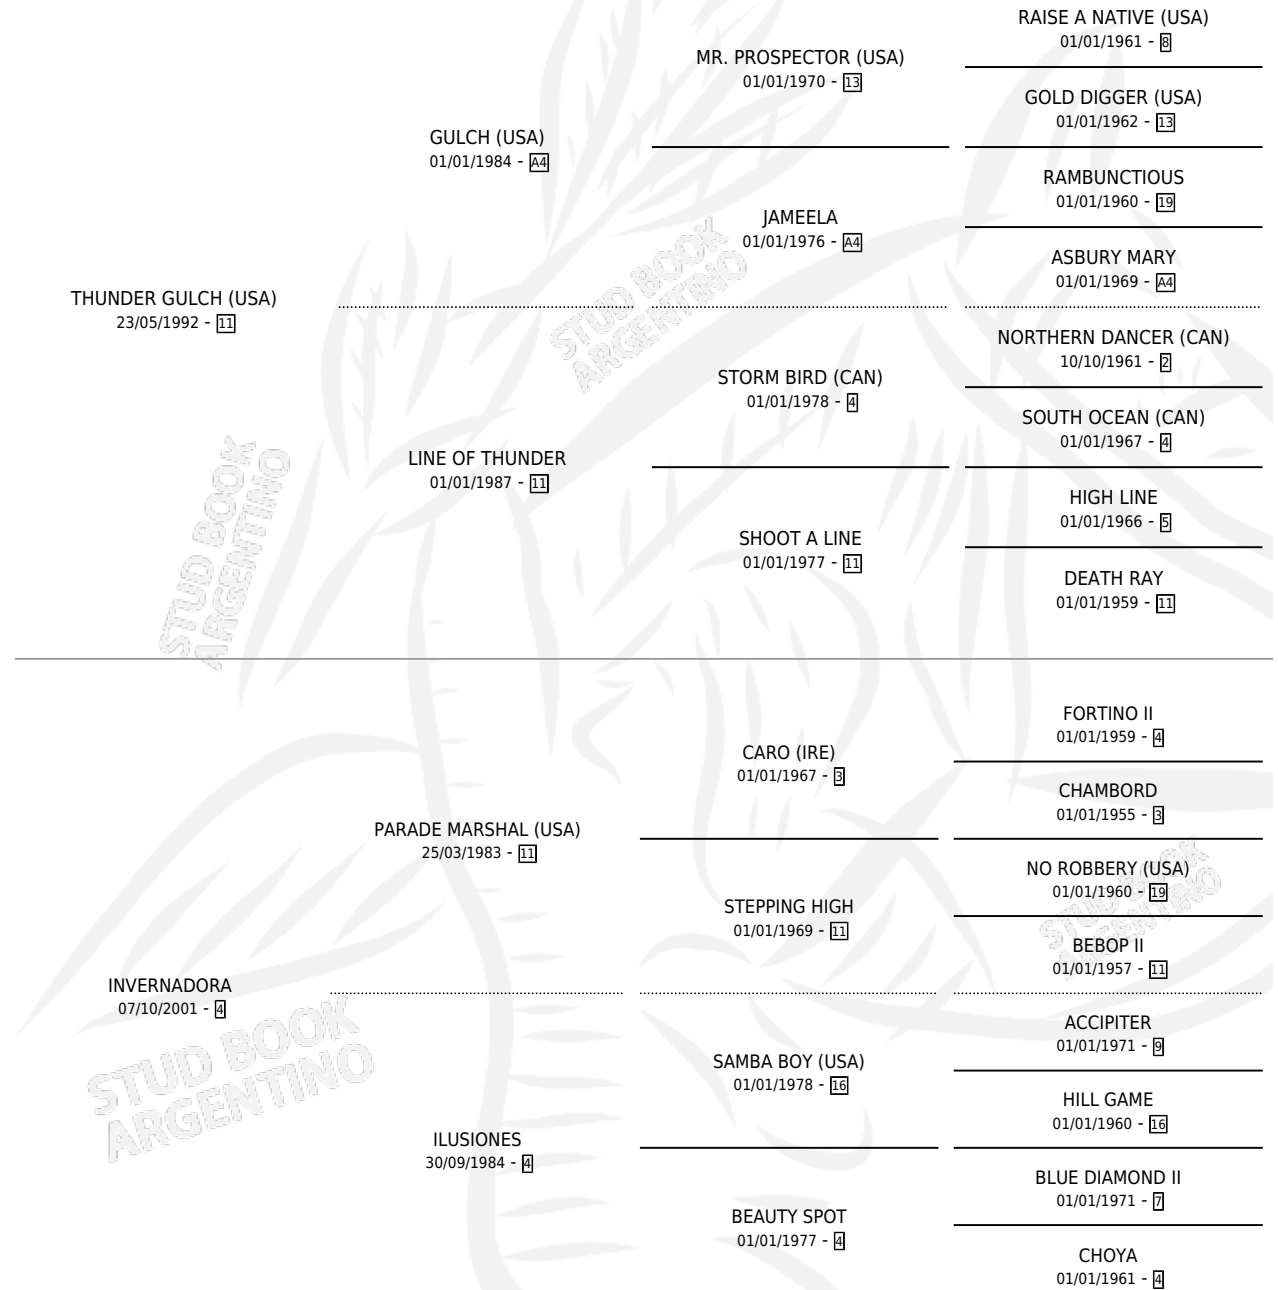 RAISE A NATIVE (USA)
01/01/1961 - 8
MR. PROSPECTOR (USA)
01/01/1970 - 13
GOLD DIGGER (USA)
01/01/1962 - 13
GULCH (USA)
01/01/1984 - A4
RAMBUNCTIOUS
01/01/1960 - 19
JAMEELA
01/01/1976 - A4
ASBURY MARY
01/01/1969 - A4
THUNDER GULCH (USA)
23/05/1992 - 11
NORTHERN DANCER (CAN)
10/10/1961 - 2
STORM BIRD (CAN)
01/01/1978 - 4
SOUTH OCEAN (CAN)
01/01/1967 - 4
LINE OF THUNDER
01/01/1987 - 11
HIGH LINE
01/01/1966 - 5
SHOOT A LINE
01/01/1977 - 11
DEATH RAY
01/01/1959 - 11
FORTINO II
01/01/1959 - 4
CARO (IRE)
01/01/1967 - 3
CHAMBORD
01/01/1955 - 3
PARADE MARSHAL (USA)
25/03/1983 - 11
NO ROBBERY (USA)
01/01/1960 - 19
STEPPING HIGH
01/01/1969 - 11
BEBOP II
01/01/1957 - 11
INVERNADORA
07/10/2001 - 4
ACCIPITER
01/01/1971 - 9
SAMBA BOY (USA)
01/01/1978 - 16
HILL GAME
01/01/1960 - 16
ILUSIONES
30/09/1984 - 4
BLUE DIAMOND II
01/01/1971 - 7
BEAUTY SPOT
01/01/1977 - 4
CHOYA
01/01/1961 - 4
STUD BOOK
ARGENTINO
STUD BOOK
ARGENTINO
STUD BOOK
ARGENTINO
STUD BOOK
ARGENTINO